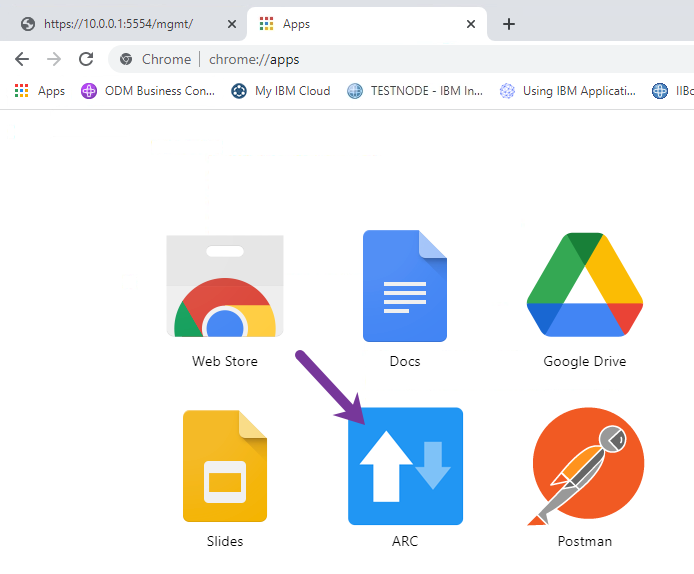 https://10.0.0.1:5554/mgmt/
Apps
Chrome
chrome://apps
Apps
ODM Business Con...
My IBM Cloud
TESTNODE - IBM In...
Using IBM Applicati...
IIBo
Web Store
Docs
Google Drive
Slides
ARC
Postman